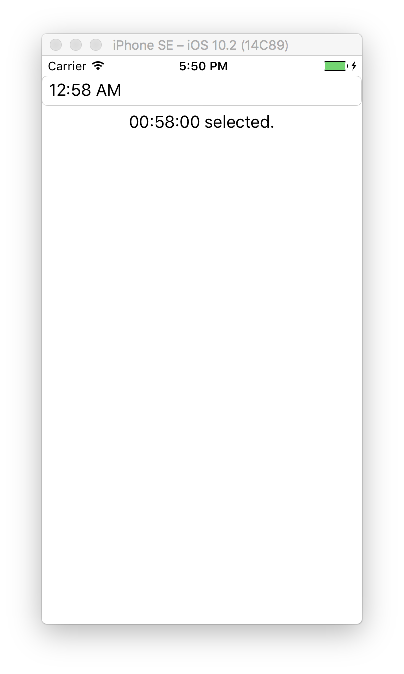 iPhone SE – iOS 10.2 (14C89)
Carrier 5:50 PM
12:58 AM
00:58:00 selected.